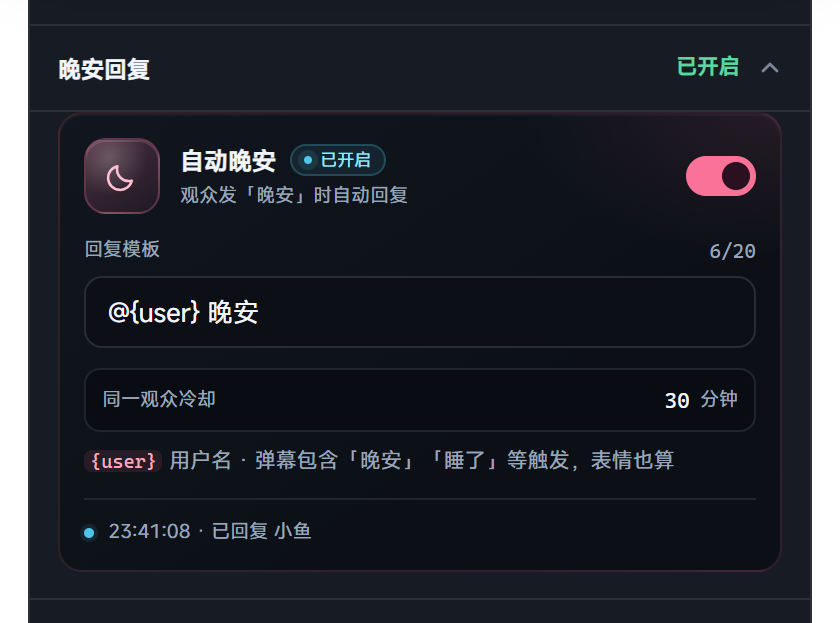 晚安回复 已开启
自动晚安 已开启
观众发「晚安」时自动回复
回复模板 6/20
@{user} 晚安
同一观众冷却 30 分钟
{user} 用户名 · 弹幕包含「晚安」「睡了」等触发，表情也算
23:41:08 · 已回复 小鱼